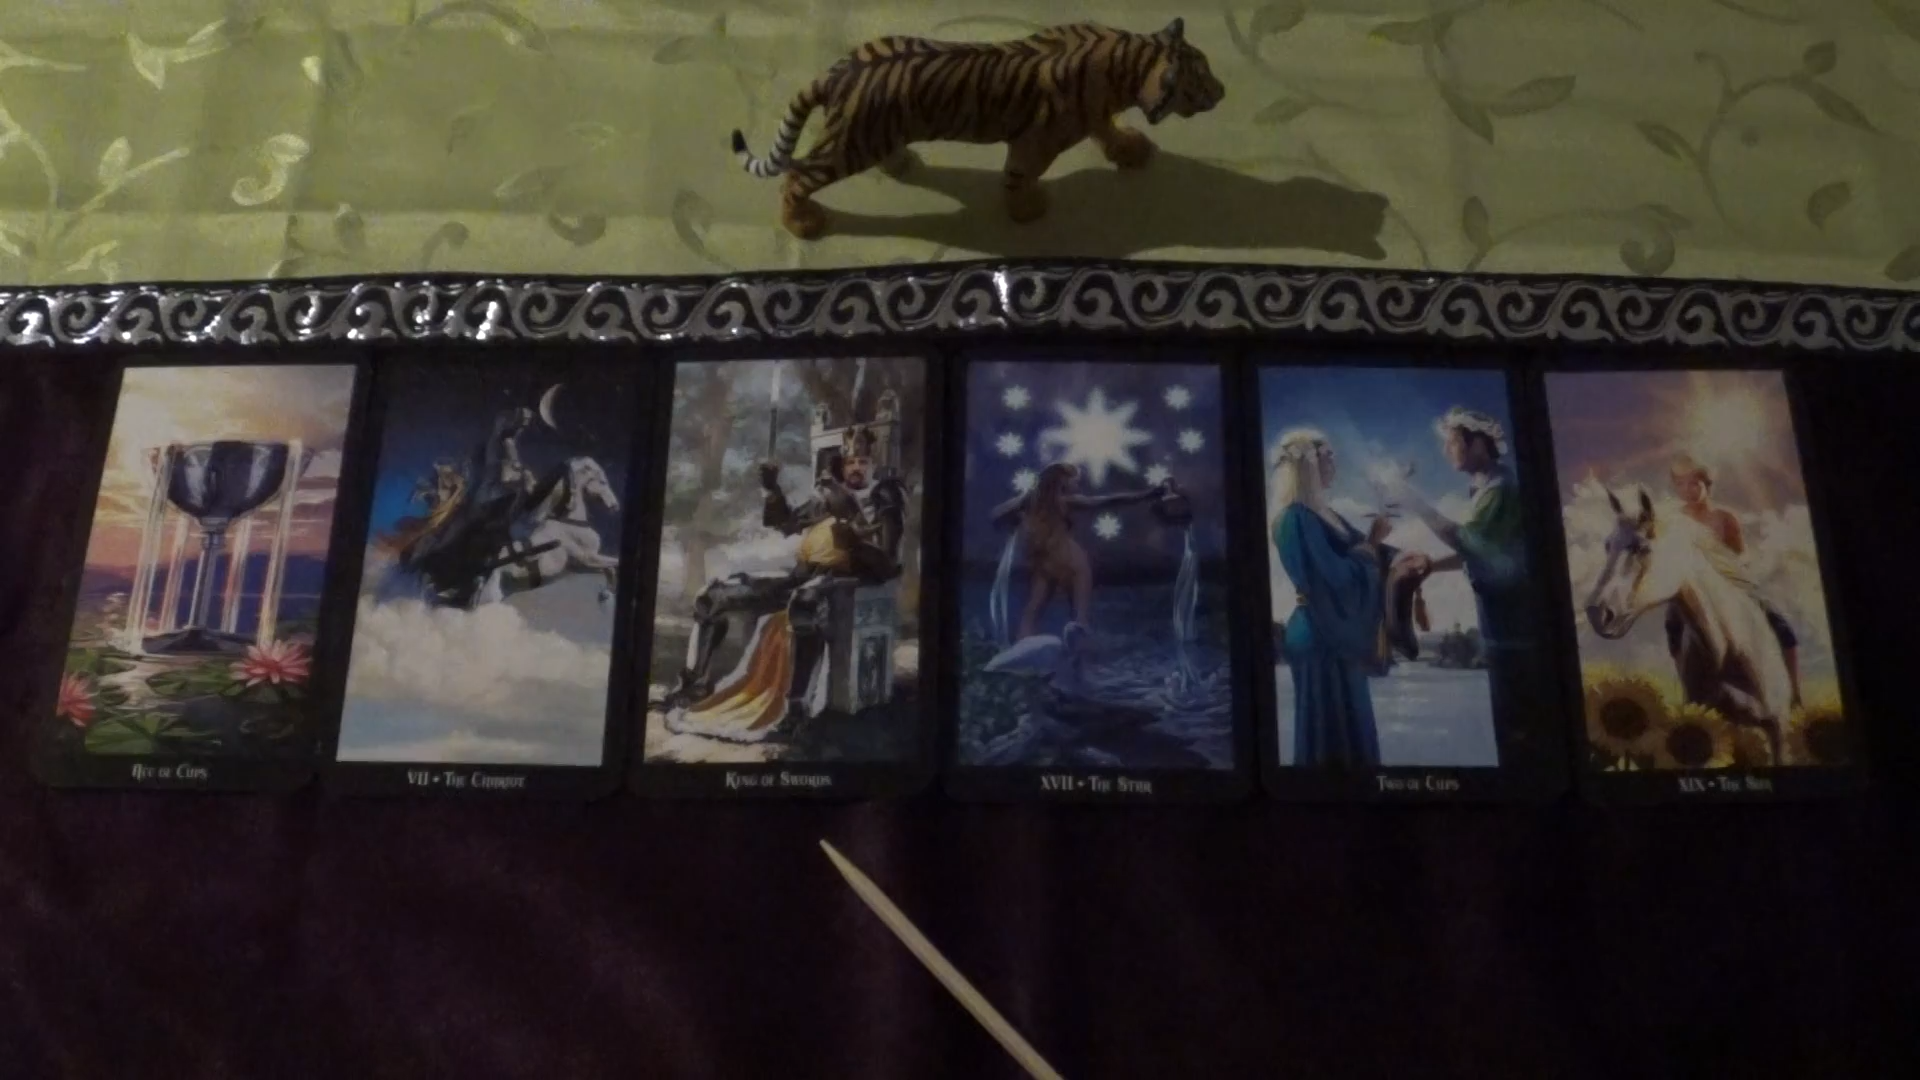 Ace of Cups
VII • The Chariot
King of Swords
XVII • The Star
Two of Cups
XIX • The Sun